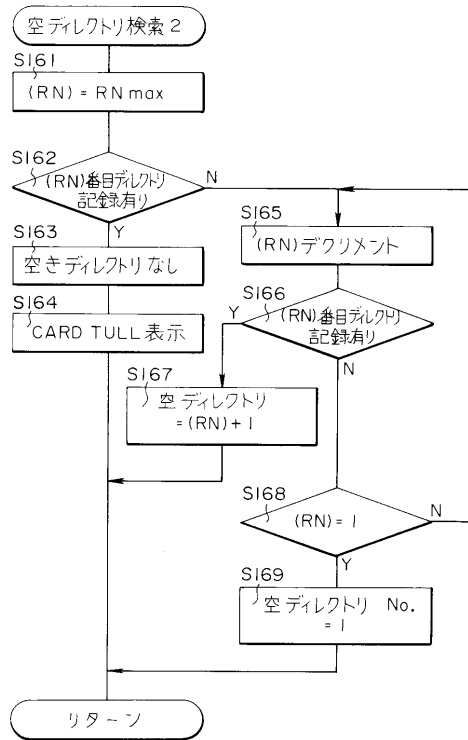 空ディレクトリ検索2
S161
(RN)=RN max
S162
(RN)番目ディレクトリ
記録有り
N
Y
S163
空きディレクトリなし
S164
CARD TULL 表示
S165
(RN)デクリメント
S166
(RN)番目ディレクトリ
記録有り
Y
N
S167
空ディレクトリ
=(RN)+1
S168
(RN)=1
N
Y
S169
空ディレクトリ No.
=1
リターン